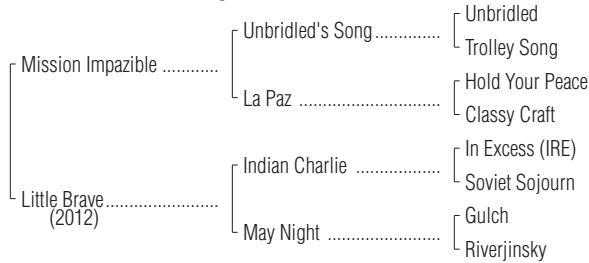 Unbridled
Unbridled's Song..............
Trolley Song
Mission Impazible ............
Hold Your Peace
La Paz ..............................
Classy Craft
In Excess (IRE)
Indian Charlie ..................
Soviet Sojourn
Little Brave........................
(2012)
Gulch
May Night ........................
Riverjinsky